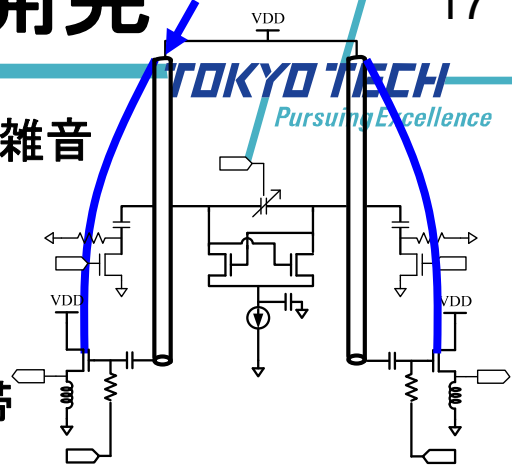 開発
17
VDD
TOKYO TECH
Pursuing Excellence
雑音
VDD
VDD
帯